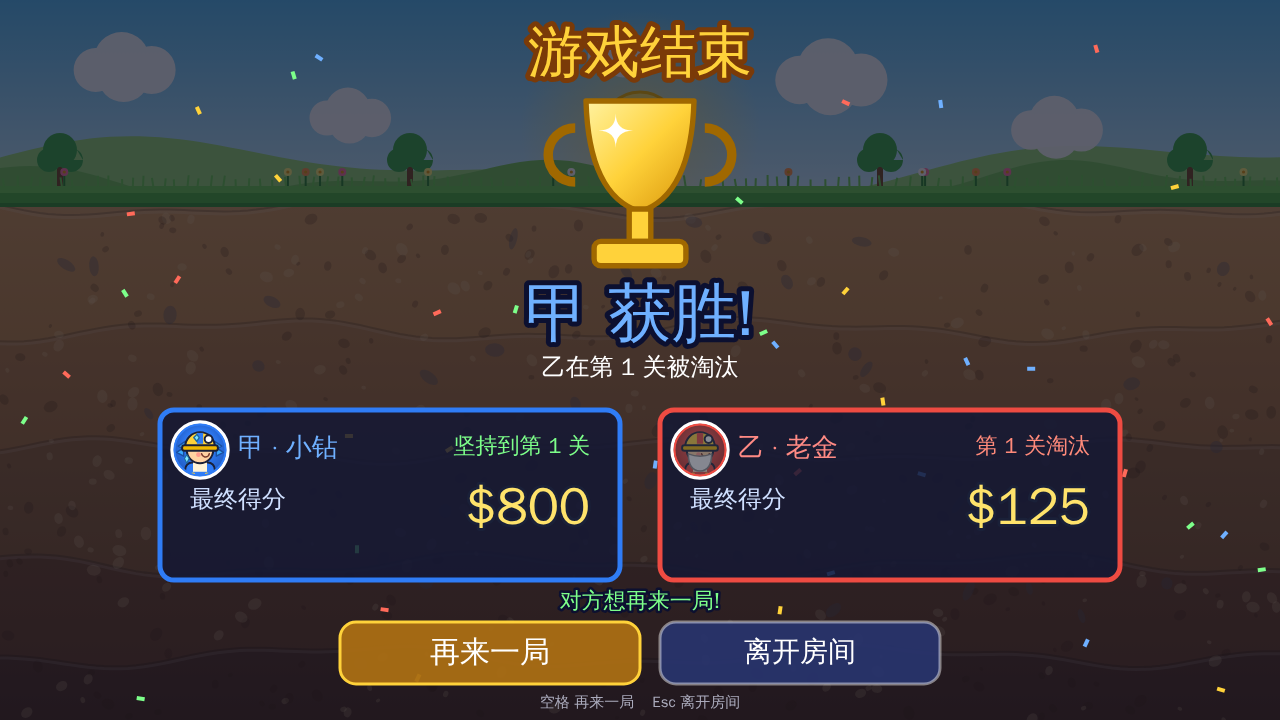 游戏结束
甲 获胜!
乙在第 1 关被淘汰
甲 · 小钻
坚持到第 1 关
最终得分
$800
乙 · 老金
第 1 关淘汰
最终得分
$125
对方想再来一局!
再来一局
离开房间
空格 再来一局 Esc 离开房间